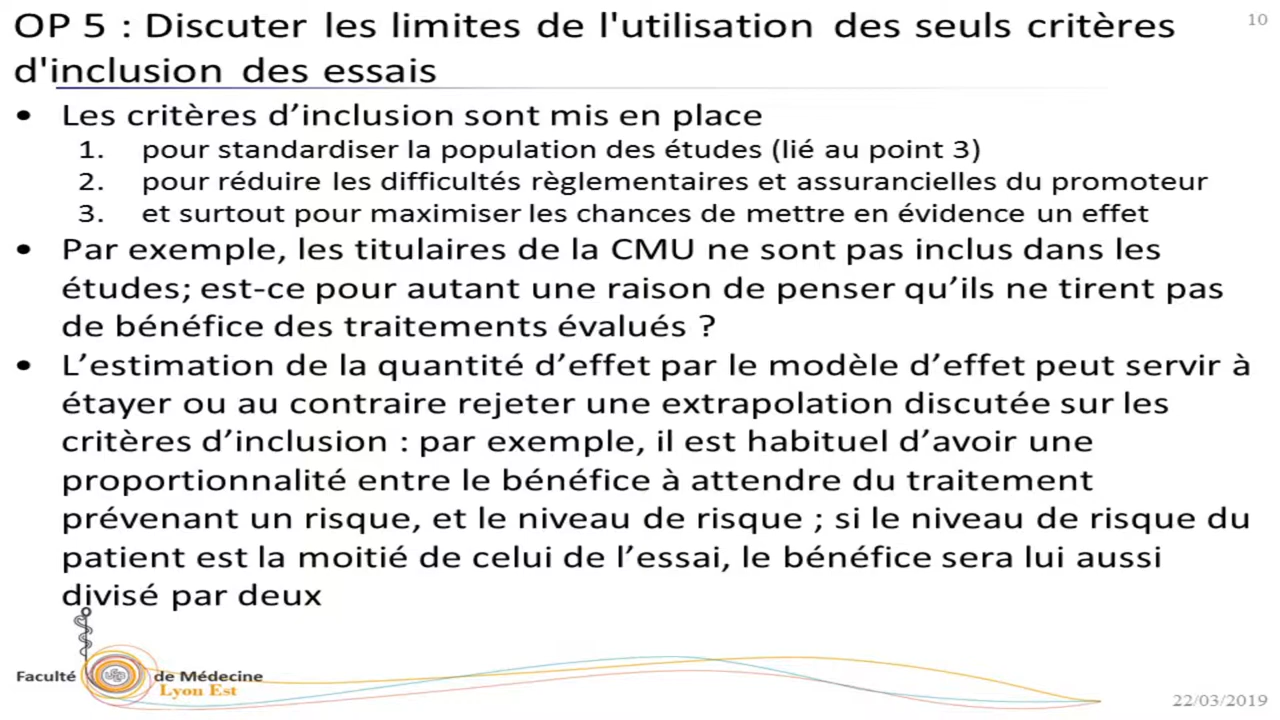 OP 5 : Discuter les limites de l'utilisation des seuls critères
10
d'inclusion des essais
• Les critères d’inclusion sont mis en place
1. pour standardiser la population des études (lié au point 3)
2. pour réduire les difficultés règlementaires et assurancielles du promoteur
3. et surtout pour maximiser les chances de mettre en évidence un effet
• Par exemple, les titulaires de la CMU ne sont pas inclus dans les
études; est-ce pour autant une raison de penser qu’ils ne tirent pas
de bénéfice des traitements évalués ?
• L’estimation de la quantité d’effet par le modèle d’effet peut servir à
étayer ou au contraire rejeter une extrapolation discutée sur les
critères d’inclusion : par exemple, il est habituel d’avoir une
proportionnalité entre le bénéfice à attendre du traitement
prévenant un risque, et le niveau de risque ; si le niveau de risque du
patient est la moitié de celui de l’essai, le bénéfice sera lui aussi
divisé par deux
Faculté de Médecine
Lyon Est
22/03/2019